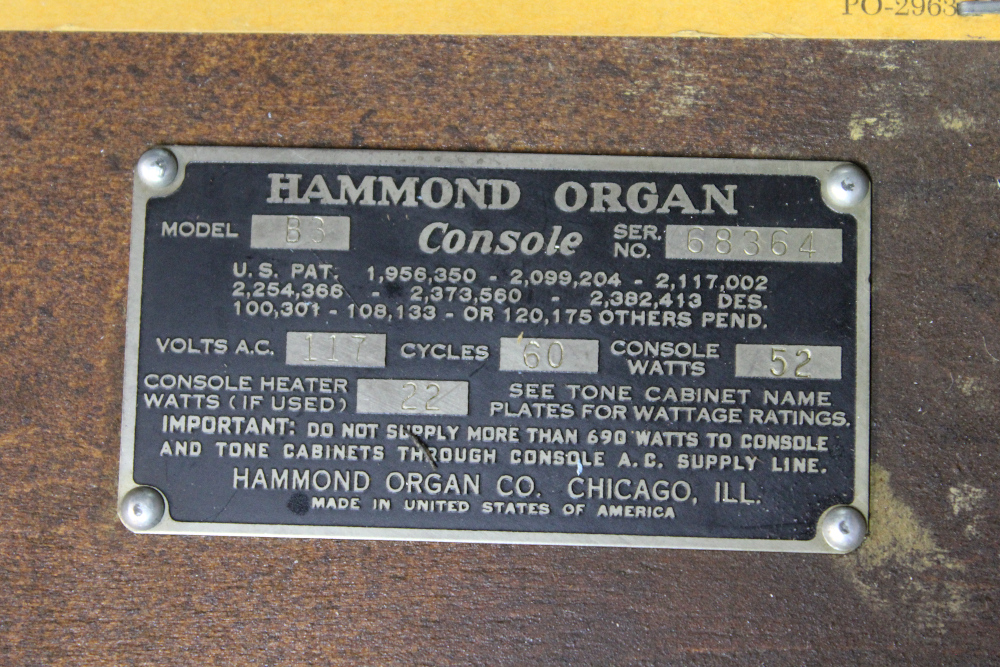 PO-2963
HAMMOND ORGAN
MODEL B3 Console SER. NO. 68364
U.S. PAT. 1,956,350 - 2,099,204 - 2,117,002
2,254,366 - 2,373,560 - 2,382,413 DES.
100,301 - 108,133 - OR 120,175 OTHERS PEND.
VOLTS A.C. 117 CYCLES 60 CONSOLE WATTS 52
CONSOLE HEATER
WATTS (IF USED) 22
SEE TONE CABINET NAME
PLATES FOR WATTAGE RATINGS.
IMPORTANT: DO NOT SUPPLY MORE THAN 690 WATTS TO CONSOLE
AND TONE CABINETS THROUGH CONSOLE A.C. SUPPLY LINE.
HAMMOND ORGAN CO. CHICAGO, ILL.
MADE IN UNITED STATES OF AMERICA